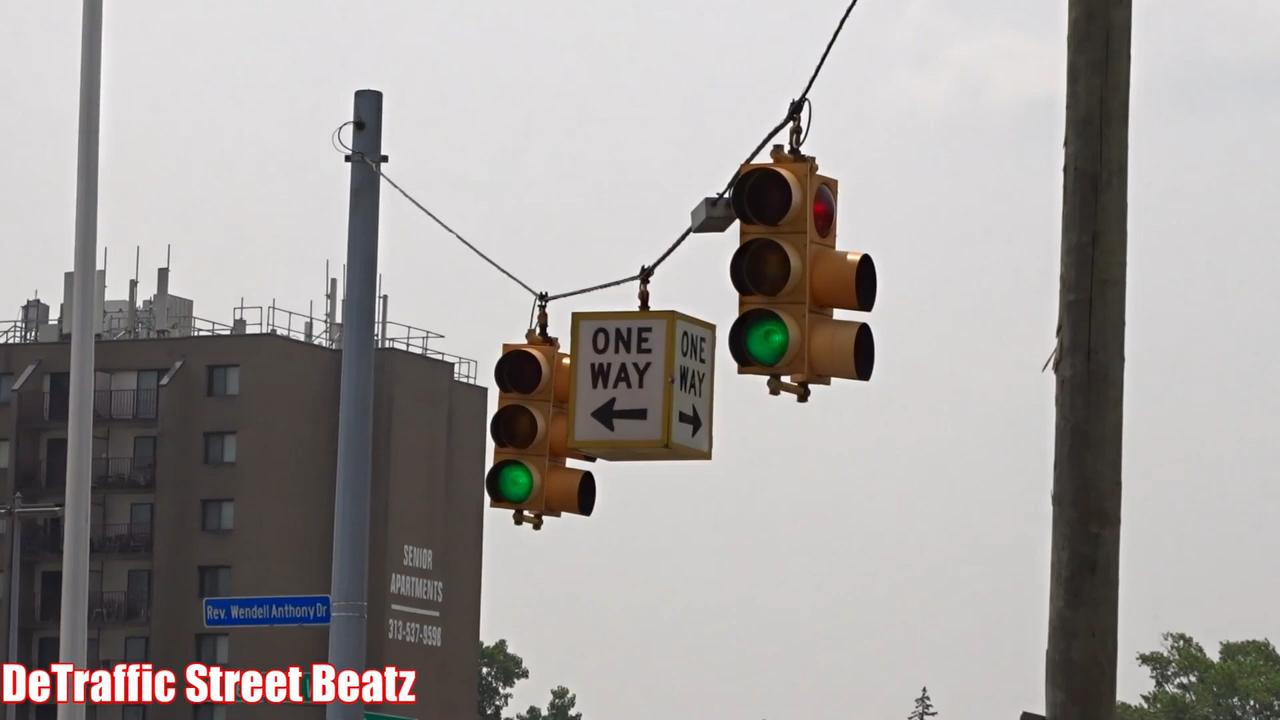 ONE
WAY
ONE
WAY
SENIOR
APARTMENTS
313-537-9598
Rev. Wendell Anthony Dr
DeTraffic Street Beatz